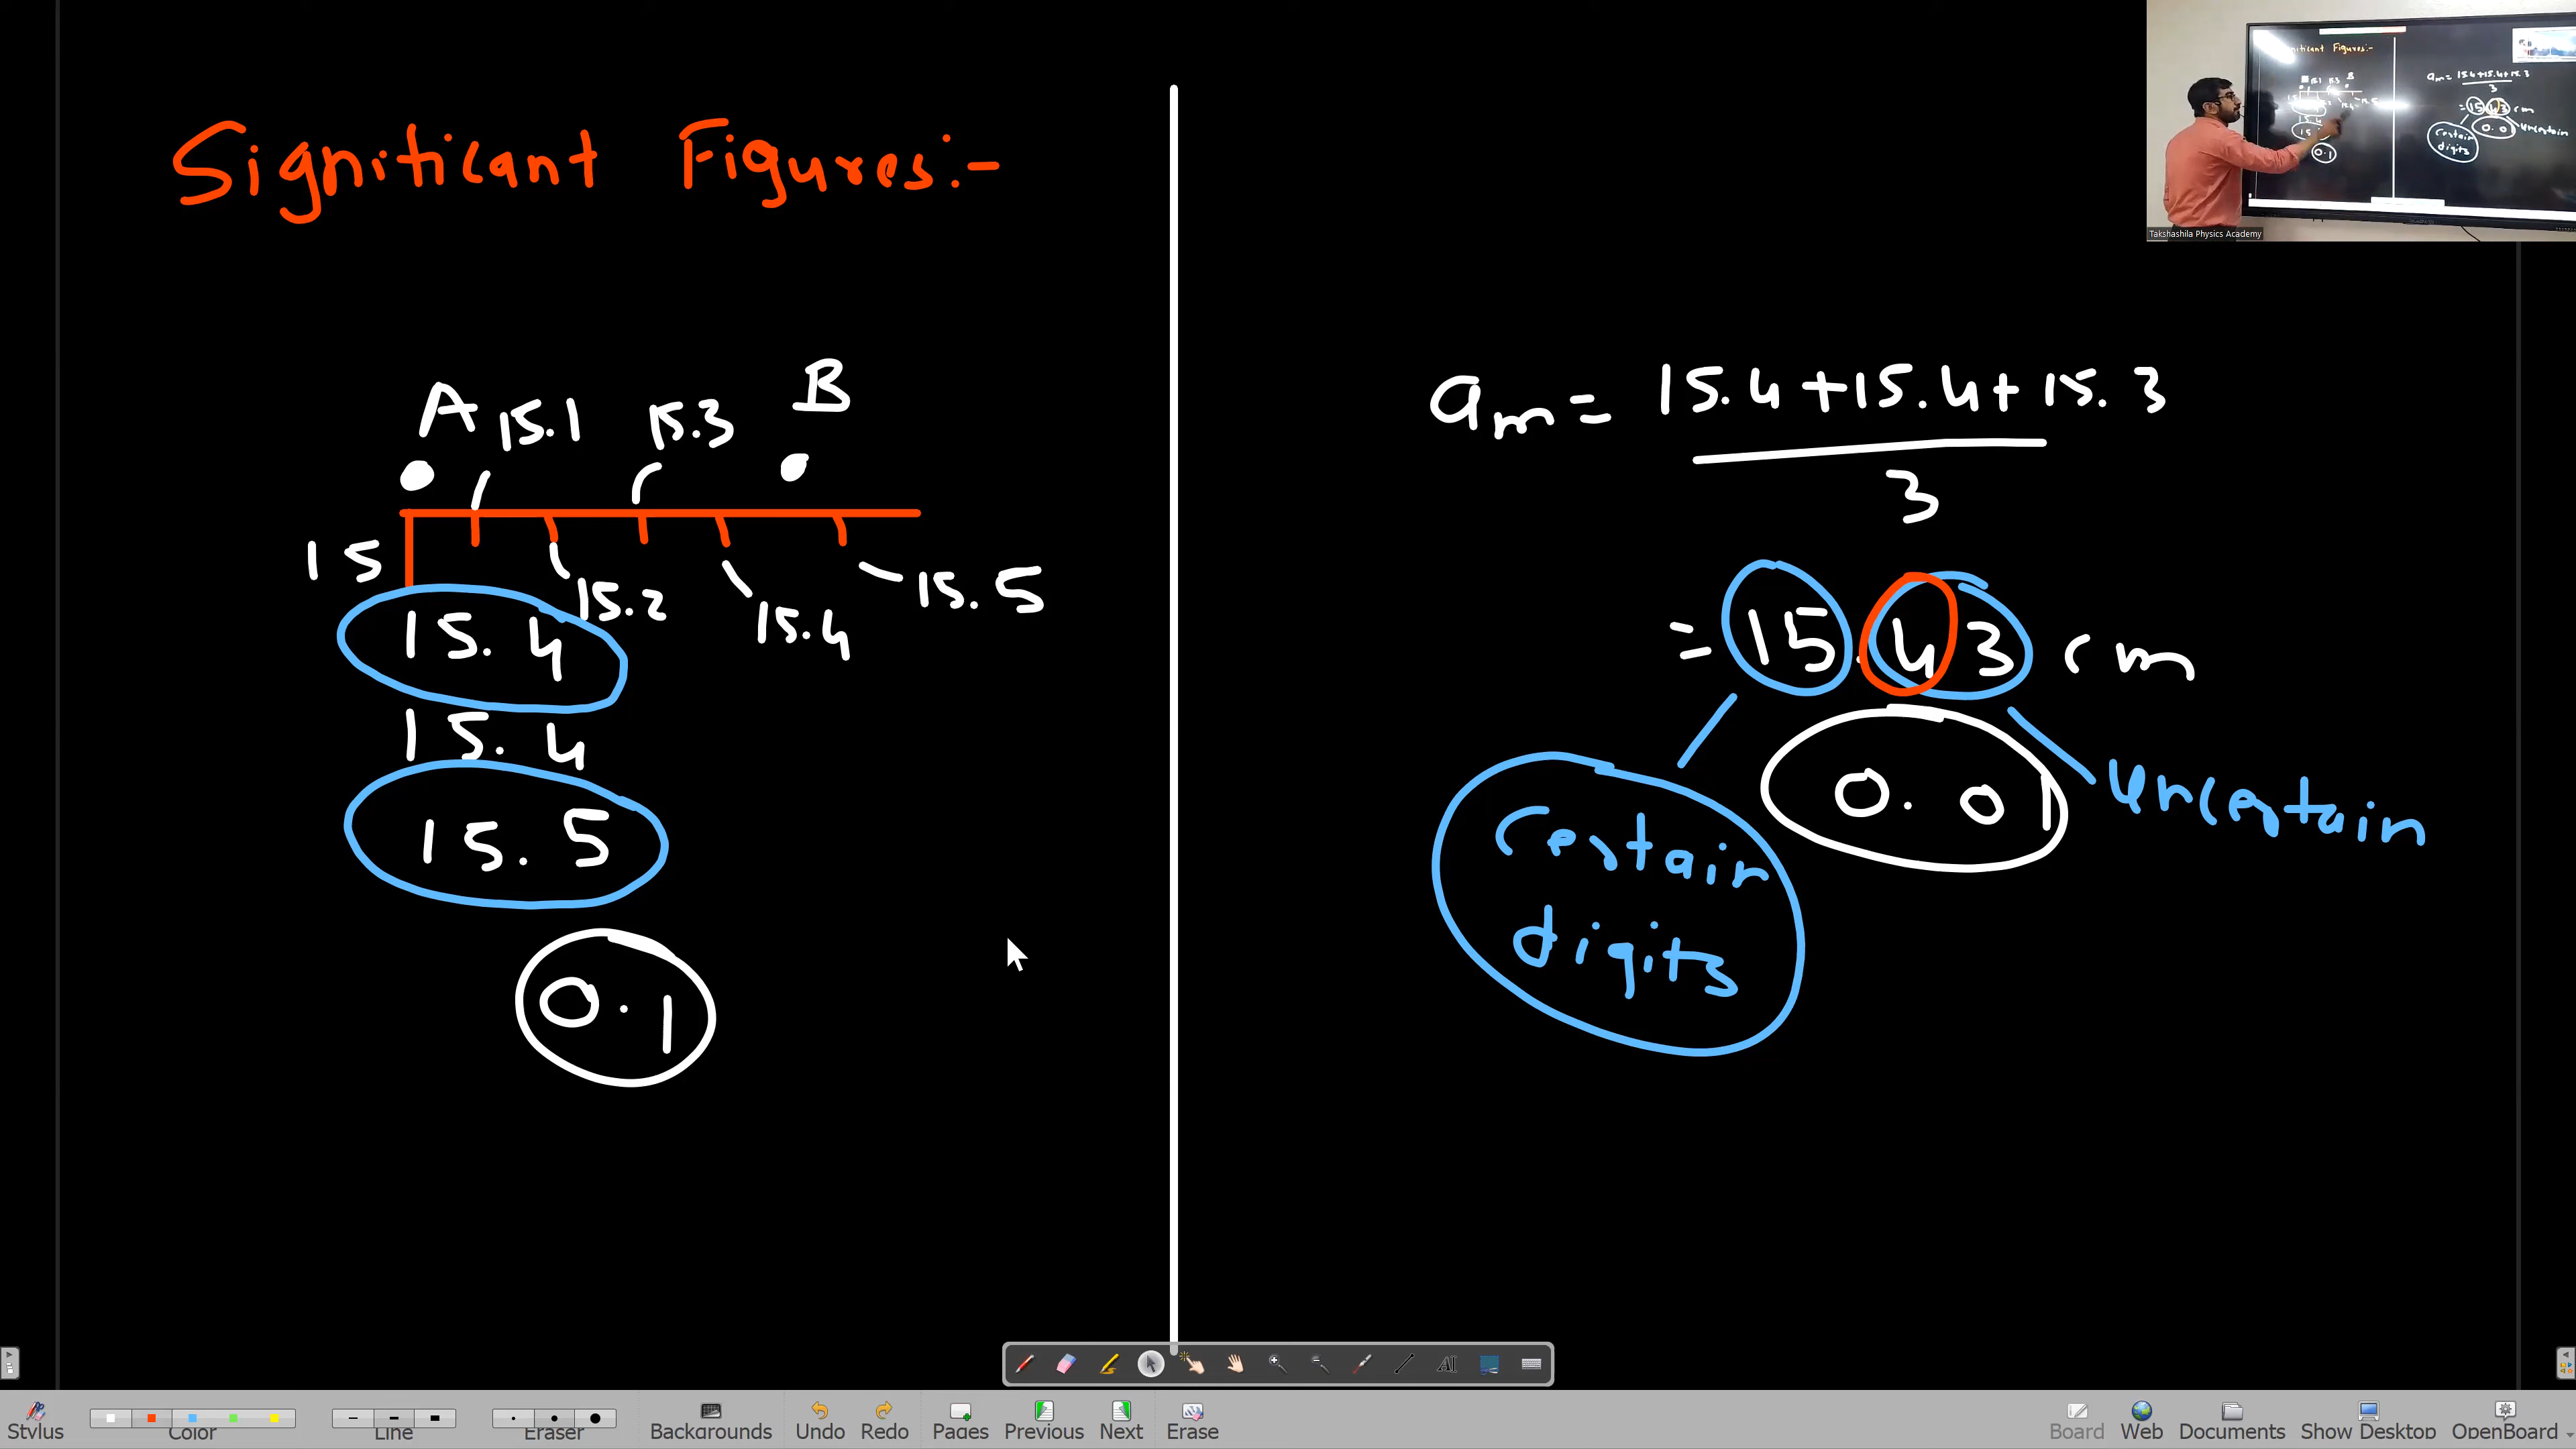 Significant Figures:-
A 15.1 15.3 B
15 15.2 15.4 15.5
15.4
15.4
15.5
0.1
am = 15.4+15.4+15.3
3
= 15.43 cm
0.01
Certain digits
uncertain
Takshashila Physics Academy
Stylus Color Line Eraser Backgrounds Undo Redo Pages Previous Next Erase Board Web Documents Show Desktop OpenBoard